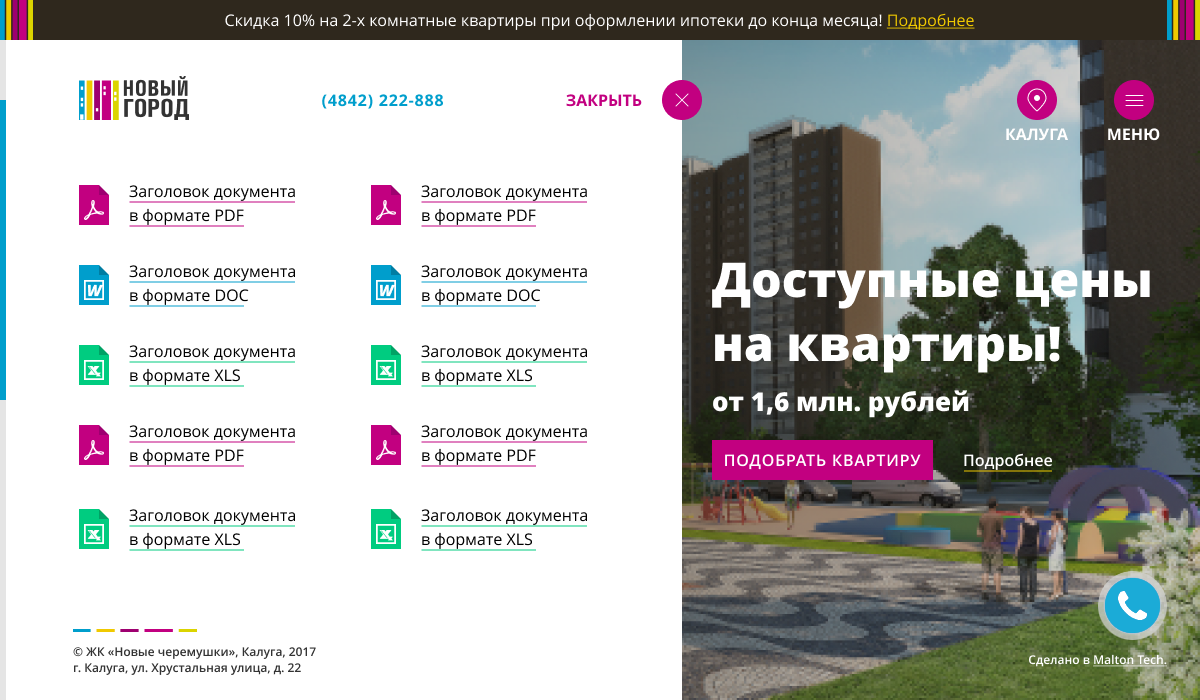 Скидка 10% на 2-х комнатные квартиры при оформлении ипотеки до конца месяца! Подробнее
НОВЫЙ
ГОРОД
(4842) 222-888
ЗАКРЫТЬ
КАЛУГА
МЕНЮ
Заголовок документа
в формате PDF
Заголовок документа
в формате PDF
Заголовок документа
в формате DOC
Заголовок документа
в формате DOC
Заголовок документа
в формате XLS
Заголовок документа
в формате XLS
Заголовок документа
в формате PDF
Заголовок документа
в формате PDF
Заголовок документа
в формате XLS
Заголовок документа
в формате XLS
Доступные цены
на квартиры!
от 1,6 млн. рублей
ПОДОБРАТЬ КВАРТИРУ
Подробнее
© ЖК «Новые черемушки», Калуга, 2017
г. Калуга, ул. Хрустальная улица, д. 22
Сделано в Malton Tech.